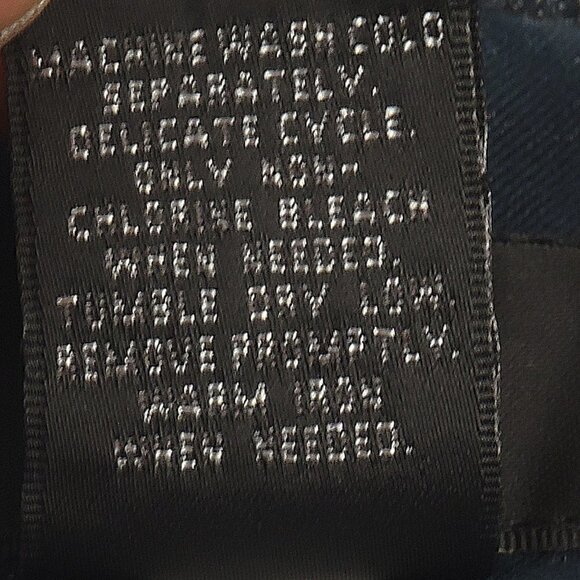 MACHINE WASH COLD
SEPARATELY.
DELICATE CYCLE.
ONLY NON-
CHLORINE BLEACH
WHEN NEEDED.
TUMBLE DRY LOW.
REMOVE PROMPTLY.
WARM IRON
WHEN NEEDED.